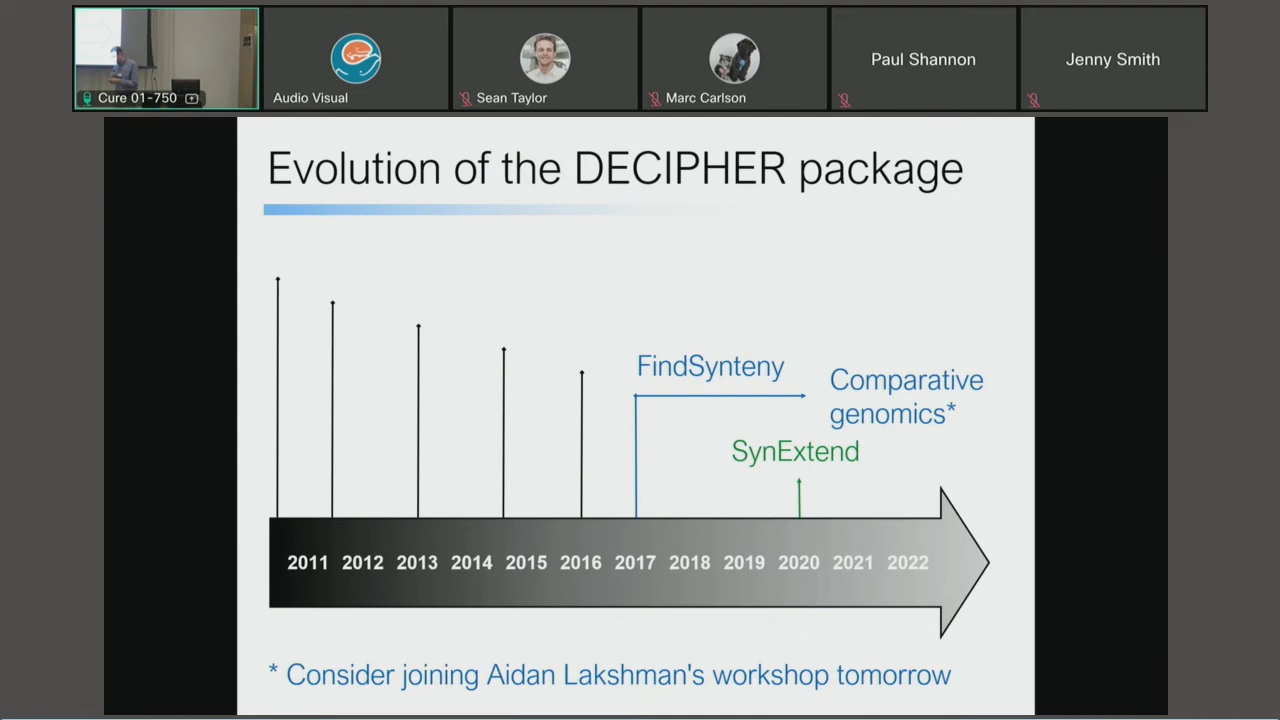 Cure 01-750
Audio Visual
Sean Taylor
Marc Carlson
Paul Shannon
Jenny Smith
Evolution of the DECIPHER package
FindSynteny
Comparative
genomics*
SynExtend
2011 2012 2013 2014 2015 2016 2017 2018 2019 2020 2021 2022
* Consider joining Aidan Lakshman's workshop tomorrow